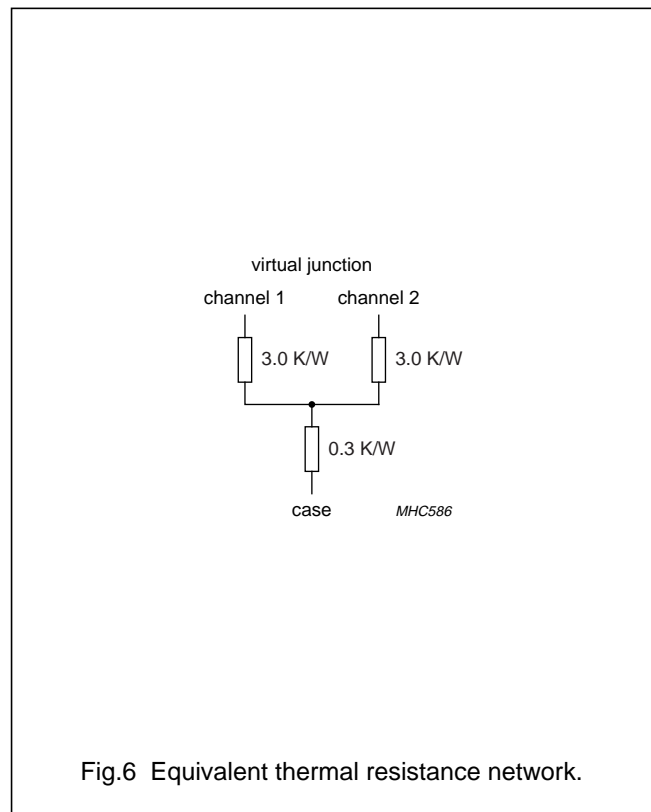 virtual junction
channel 1 channel 2
3.0 K/W 3.0 K/W
0.3 K/W
case MHC586
Fig.6 Equivalent thermal resistance network.